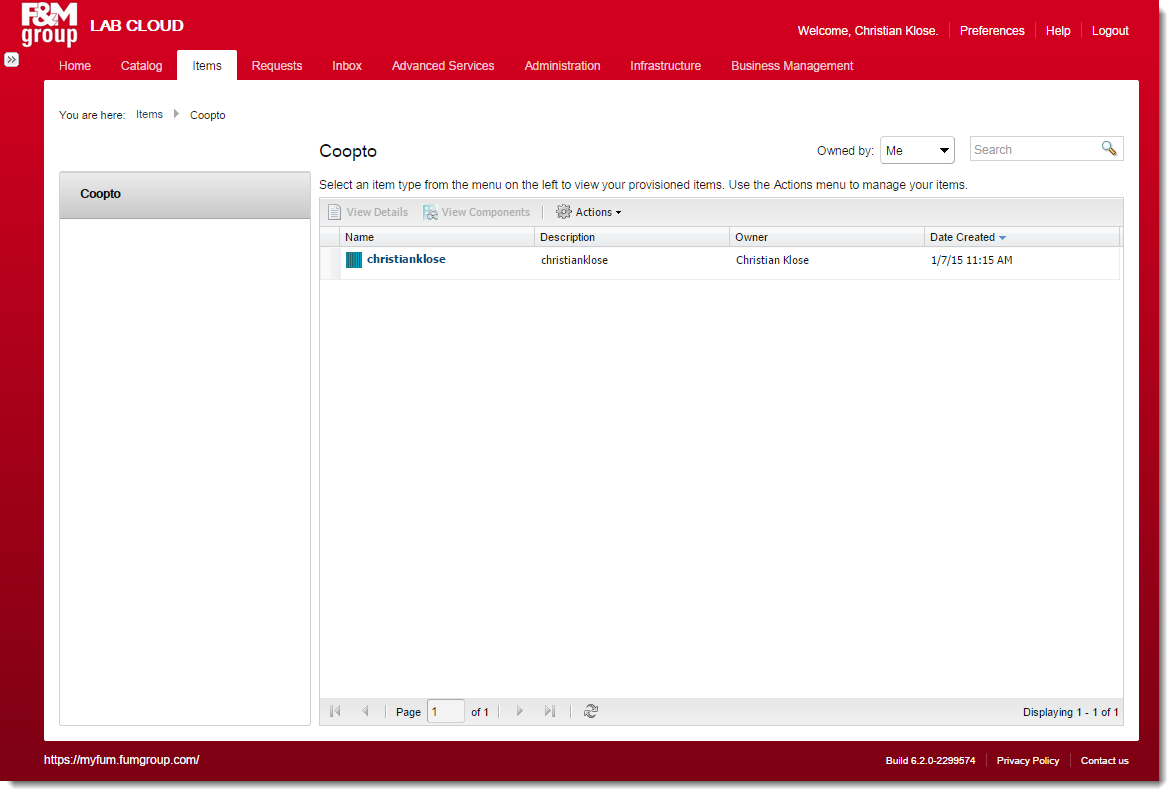 F&M
group
LAB CLOUD
Welcome, Christian Klose. Preferences Help Logout
Home Catalog Items Requests Inbox Advanced Services Administration Infrastructure Business Management
You are here: Items Coopto
Coopto
Owned by: Me Search
Coopto
Select an item type from the menu on the left to view your provisioned items. Use the Actions menu to manage your items.
View Details View Components Actions
Name Description Owner Date Created
christianklose christianklose Christian Klose 1/7/15 11:15 AM
Page 1 of 1 Displaying 1 - 1 of 1
https://myfum.fumgroup.com/ Build 6.2.0-2299574 Privacy Policy Contact us